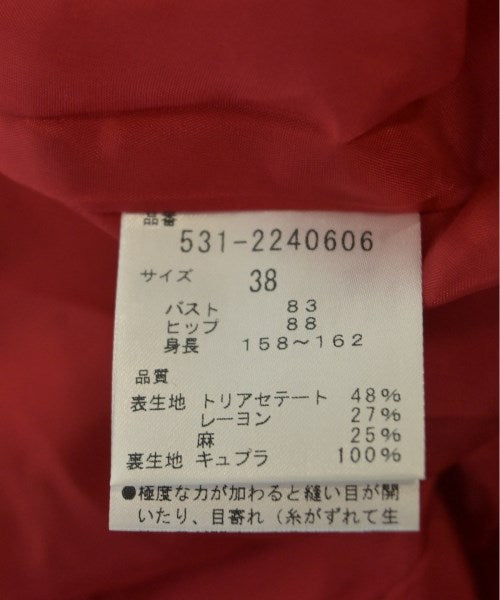 品番
531-2240606
サイズ 38
バスト 83
ヒップ 88
身長 158〜162
品質
表生地 トリアセテート 48%
レーヨン 27%
麻 25%
裏生地 キュプラ 100%
●極度な力が加わると縫い目が開
いたり、目寄れ（糸がずれて生